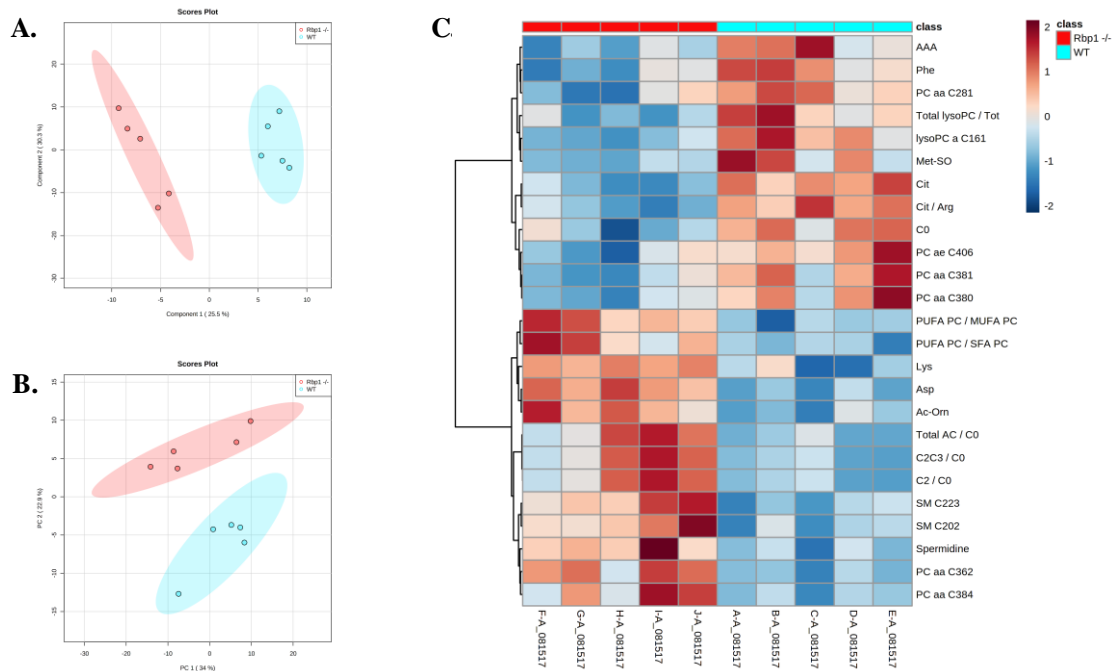 A.
Scores Plot
Rbp1 -/-
WT
Component 2 ( 30.3 %)
20
10
0
-10
-20
-30
-10
-5
0
5
10
Component 1 ( 25.5 %)
B.
Scores Plot
Rbp1 -/-
WT
PC 2 ( 22.8 %)
15
10
5
0
-5
-10
-15
-30
-20
-10
0
10
20
30
PC 1 ( 34 %)
C.
class
AAA
Phe
PC aa C281
Total lysoPC / Tot
lysoPC a C161
Met-SO
Cit
Cit / Arg
C0
PC ae C406
PC aa C381
PC aa C380
PUFA PC / MUFA PC
PUFA PC / SFA PC
Lys
Asp
Ac-Orn
Total AC / C0
C2C3 / C0
C2 / C0
SM C223
SM C202
Spermidine
PC aa C362
PC aa C384
F-A_081517
G-A_081517
H-A_081517
I-A_081517
J-A_081517
A-A_081517
B-A_081517
C-A_081517
D-A_081517
E-A_081517
2
1
0
-1
-2
class
Rbp1 -/-
WT